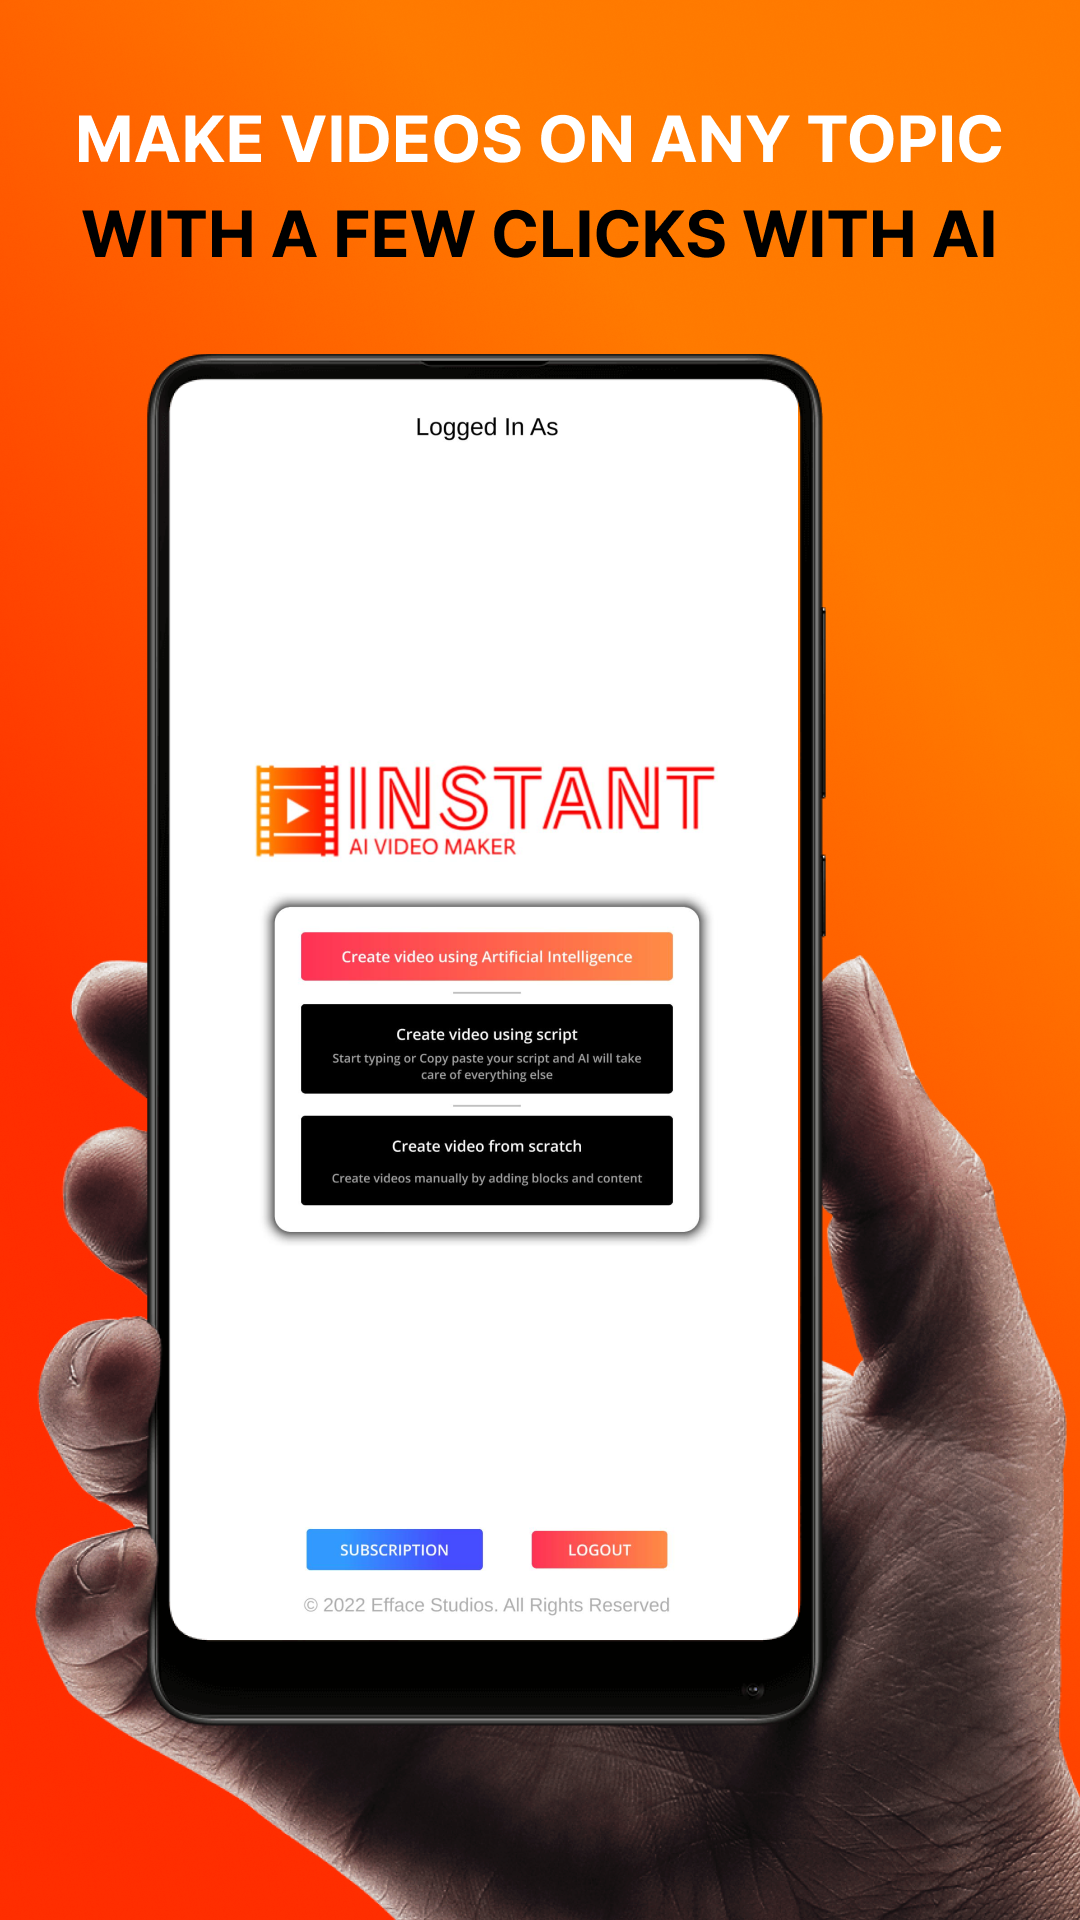 MAKE VIDEOS ON ANY TOPIC
WITH A FEW CLICKS WITH AI
Logged In As
INSTANT
AI VIDEO MAKER
Create video using Artificial Intelligence
Create video using script
Start typing or Copy paste your script and AI will take
care of everything else
Create video from scratch
Create videos manually by adding blocks and content
SUBSCRIPTION
LOGOUT
© 2022 Efface Studios. All Rights Reserved